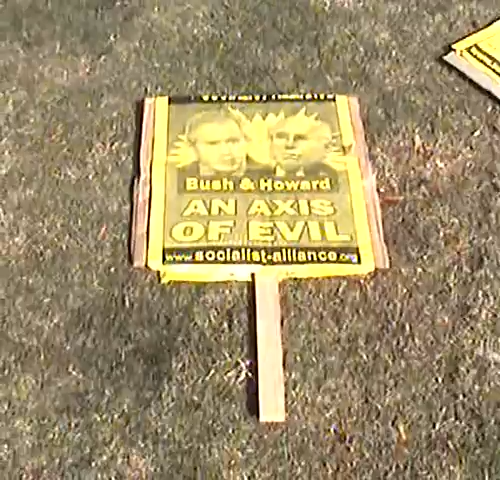 Bush & Howard
AN AXIS
OF EVIL
www.socialist-alliance.org